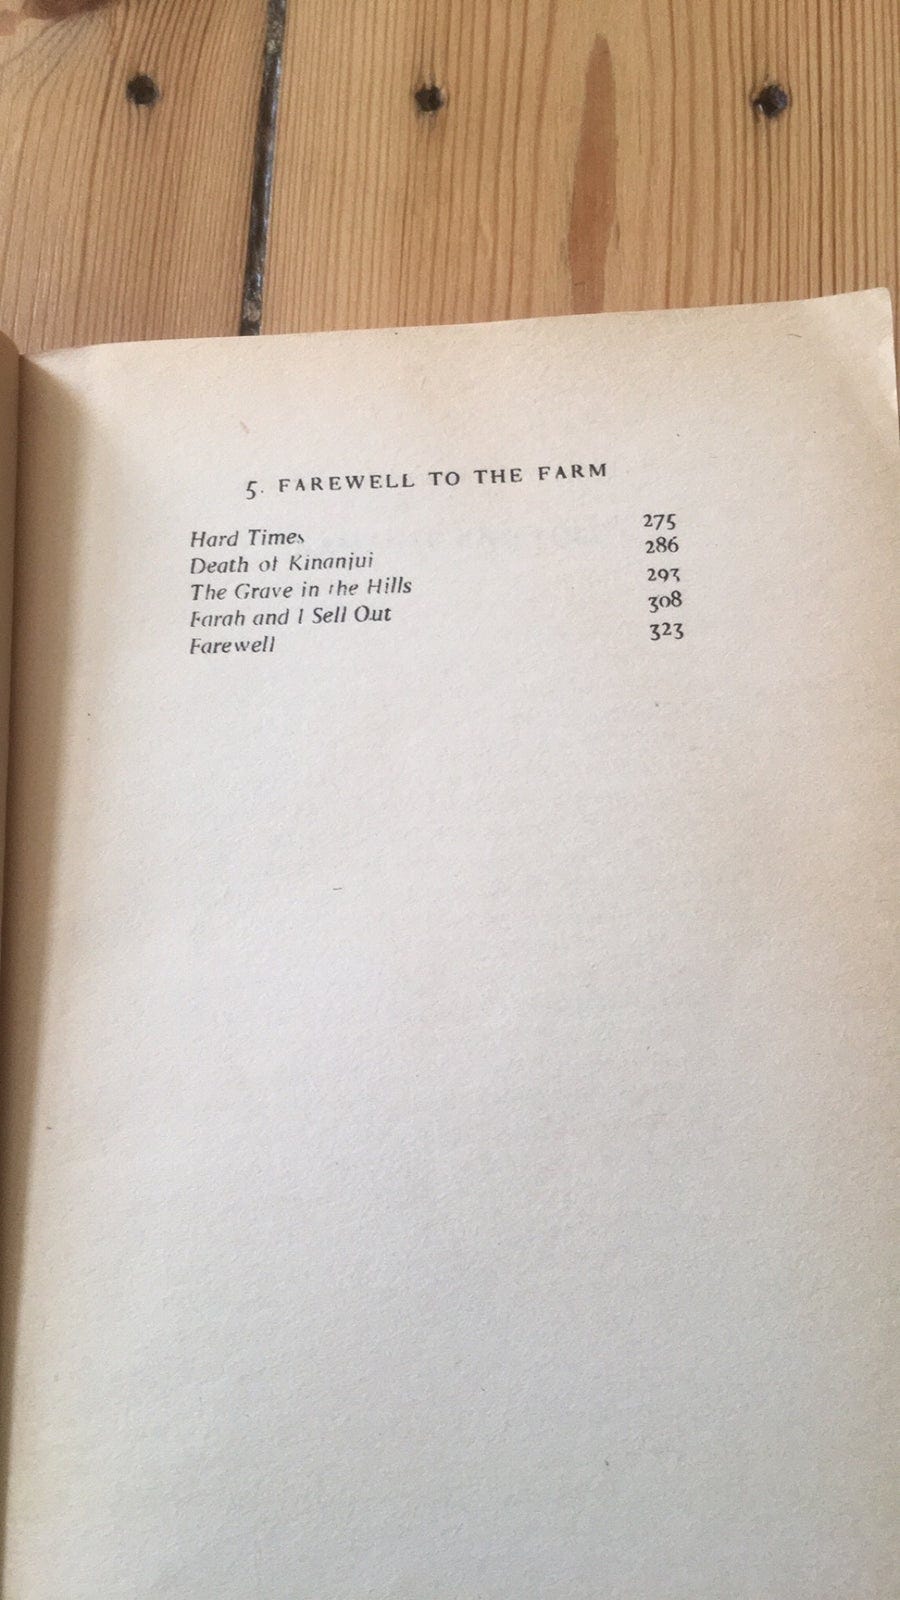 5. FAREWELL TO THE FARM
Hard Times 275
Death of Kinanjui 286
The Grave in the Hills 293
Farah and I Sell Out 308
Farewell 323